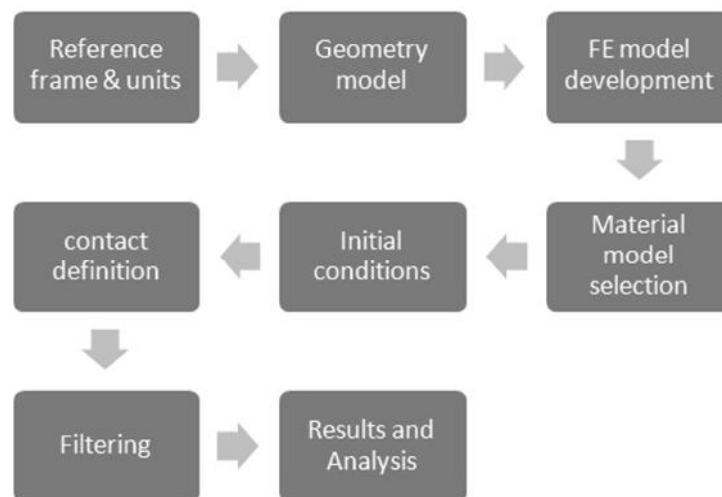 Reference
frame & units
Geometry
model
FE model
development
Material
model
selection
Initial
conditions
contact
definition
Filtering
Results and
Analysis